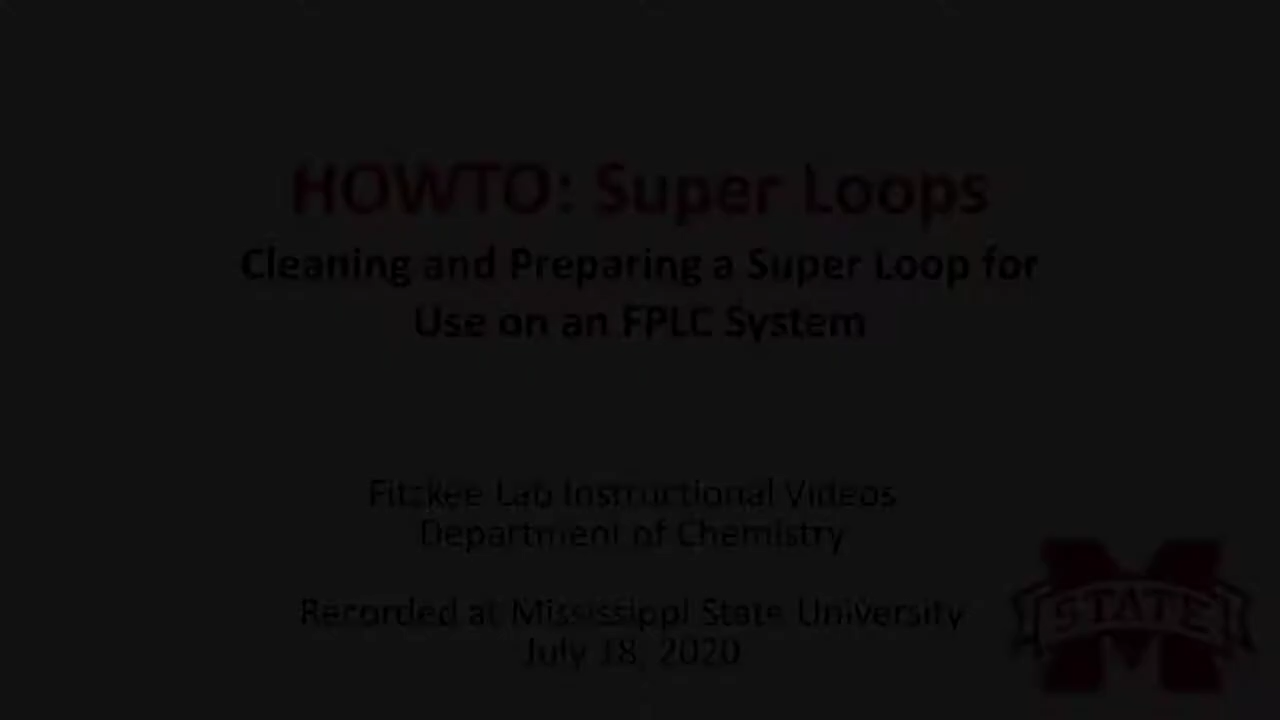 HOWTO: Super Loops
Cleaning and Preparing a Super Loop for
Use on an FPLC System
Fitzkee Lab Instructional Videos
Department of Chemistry
Recorded at Mississippi State University
July 18, 2020
STATE